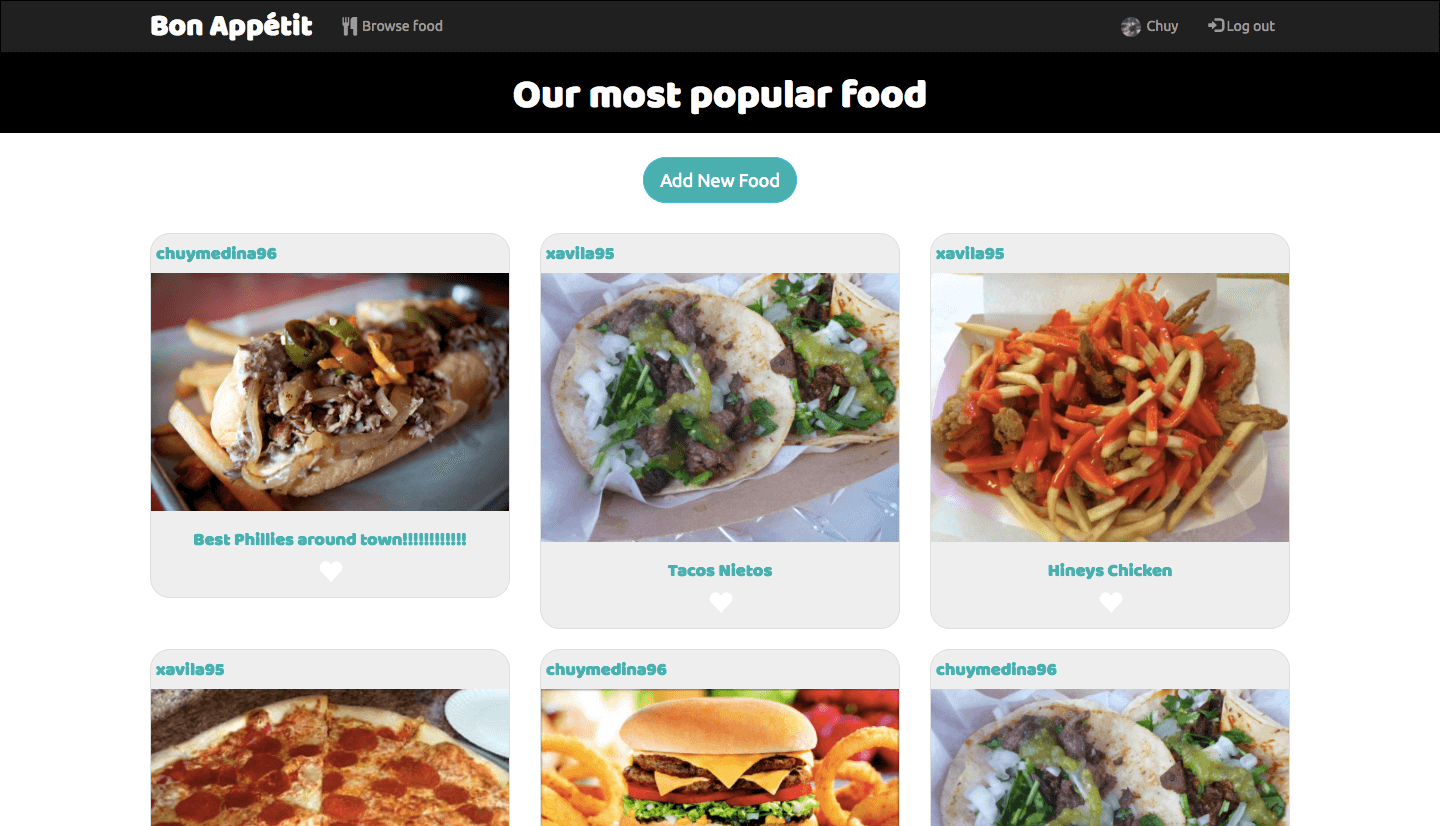 Bon Appétit Browse food Chuy Log out
Our most popular food
Add New Food
chuymedina96
xavila95
xavila95
Best Phillies around town!!!!!!!!!!!!
Tacos Nietos
Hineys Chicken
xavila95
chuymedina96
chuymedina96